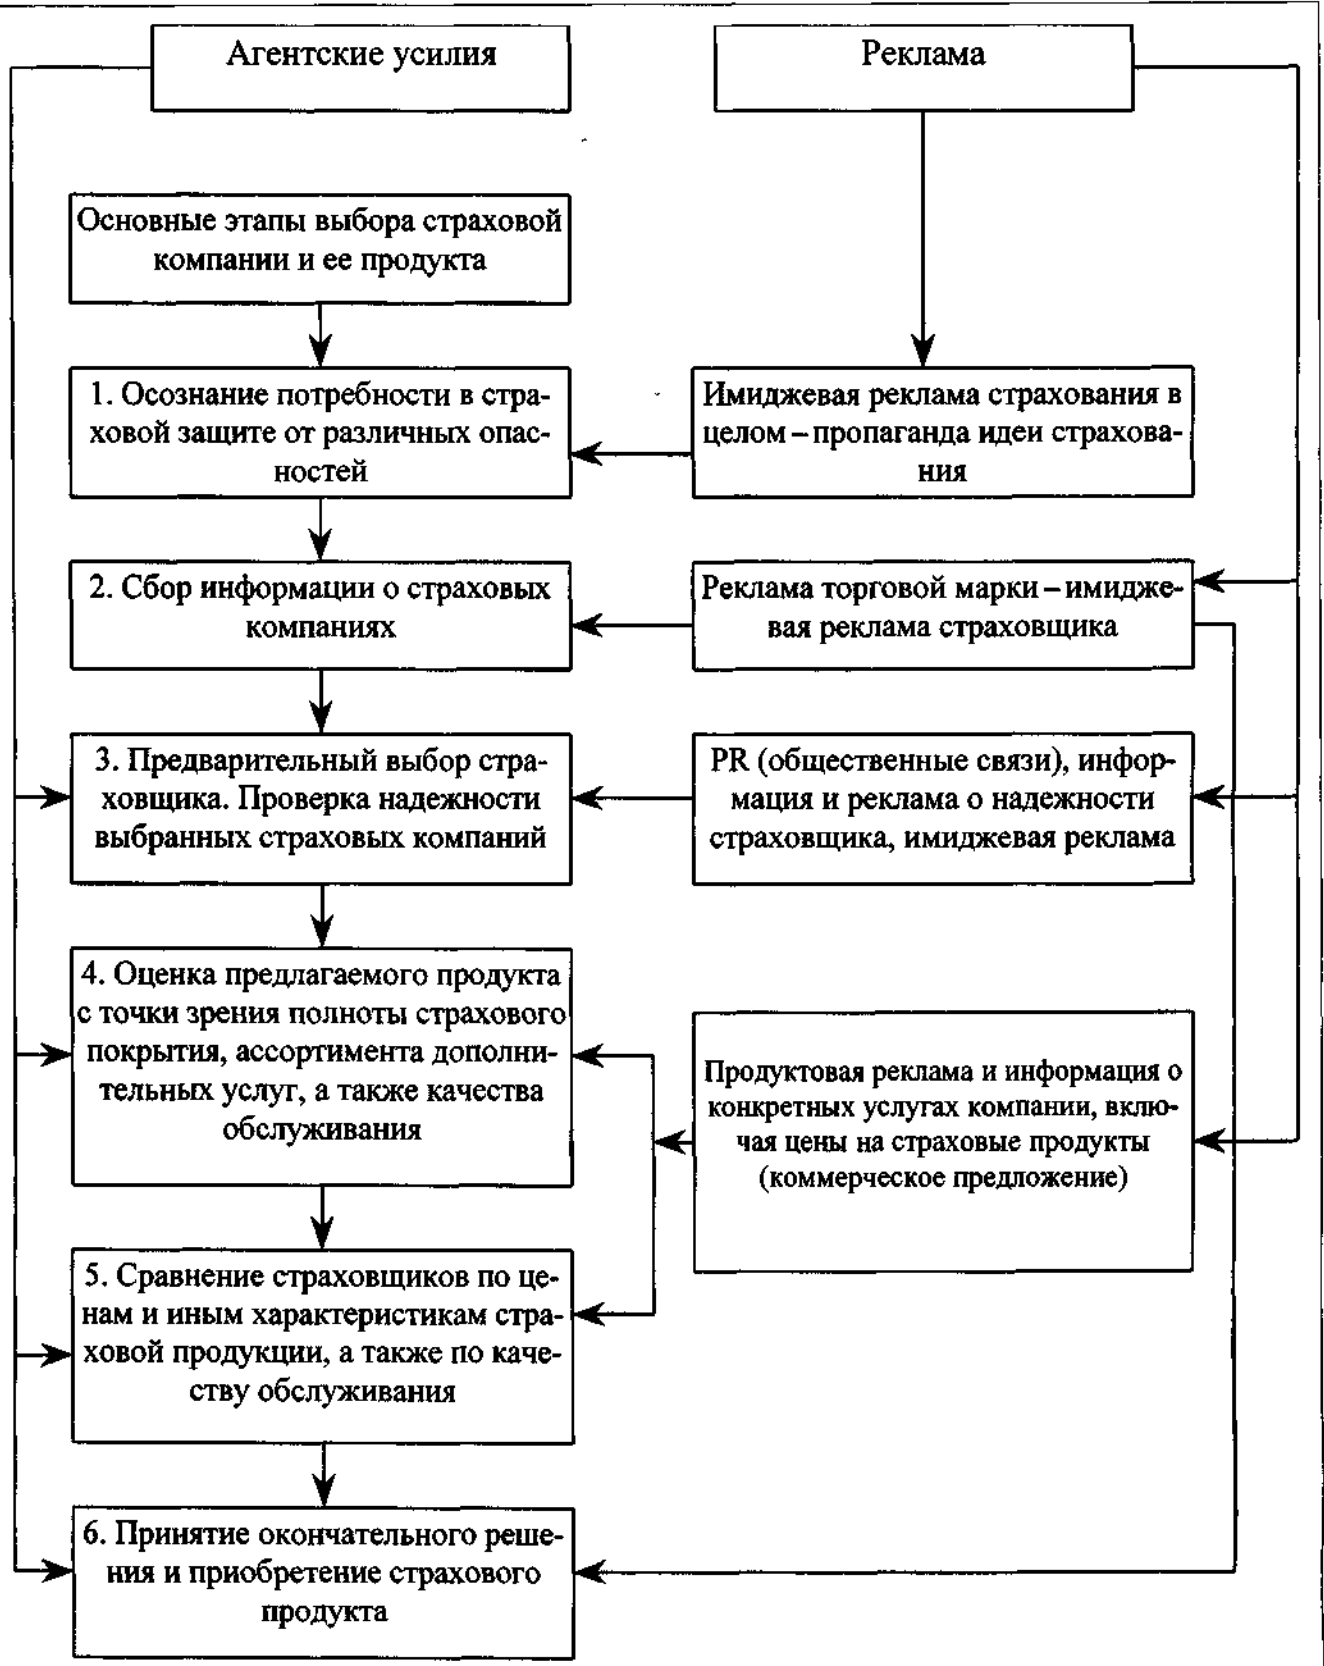 Агентские усилия
Реклама
Основные этапы выбора страховой
компании и ее продукта
1. Осознание потребности в стра-
ховой защите от различных опас-
ностей
Имиджевая реклама страхования в
целом – пропаганда идеи страхова-
ния
2. Сбор информации о страховых
компаниях
Реклама торговой марки – имидже-
вая реклама страховщика
3. Предварительный выбор стра-
ховщика. Проверка надежности
выбранных страховых компаний
PR (общественные связи), инфор-
мация и реклама о надежности
страховщика, имиджевая реклама
4. Оценка предлагаемого продукта
с точки зрения полноты страхового
покрытия, ассортимента дополни-
тельных услуг, а также качества
обслуживания
Продуктовая реклама и информация о
конкретных услугах компании, вклю-
чая цены на страховые продукты
(коммерческое предложение)
5. Сравнение страховщиков по це-
нам и иным характеристикам стра-
ховой продукции, а также по каче-
ству обслуживания
6. Принятие окончательного реше-
ния и приобретение страхового
продукта